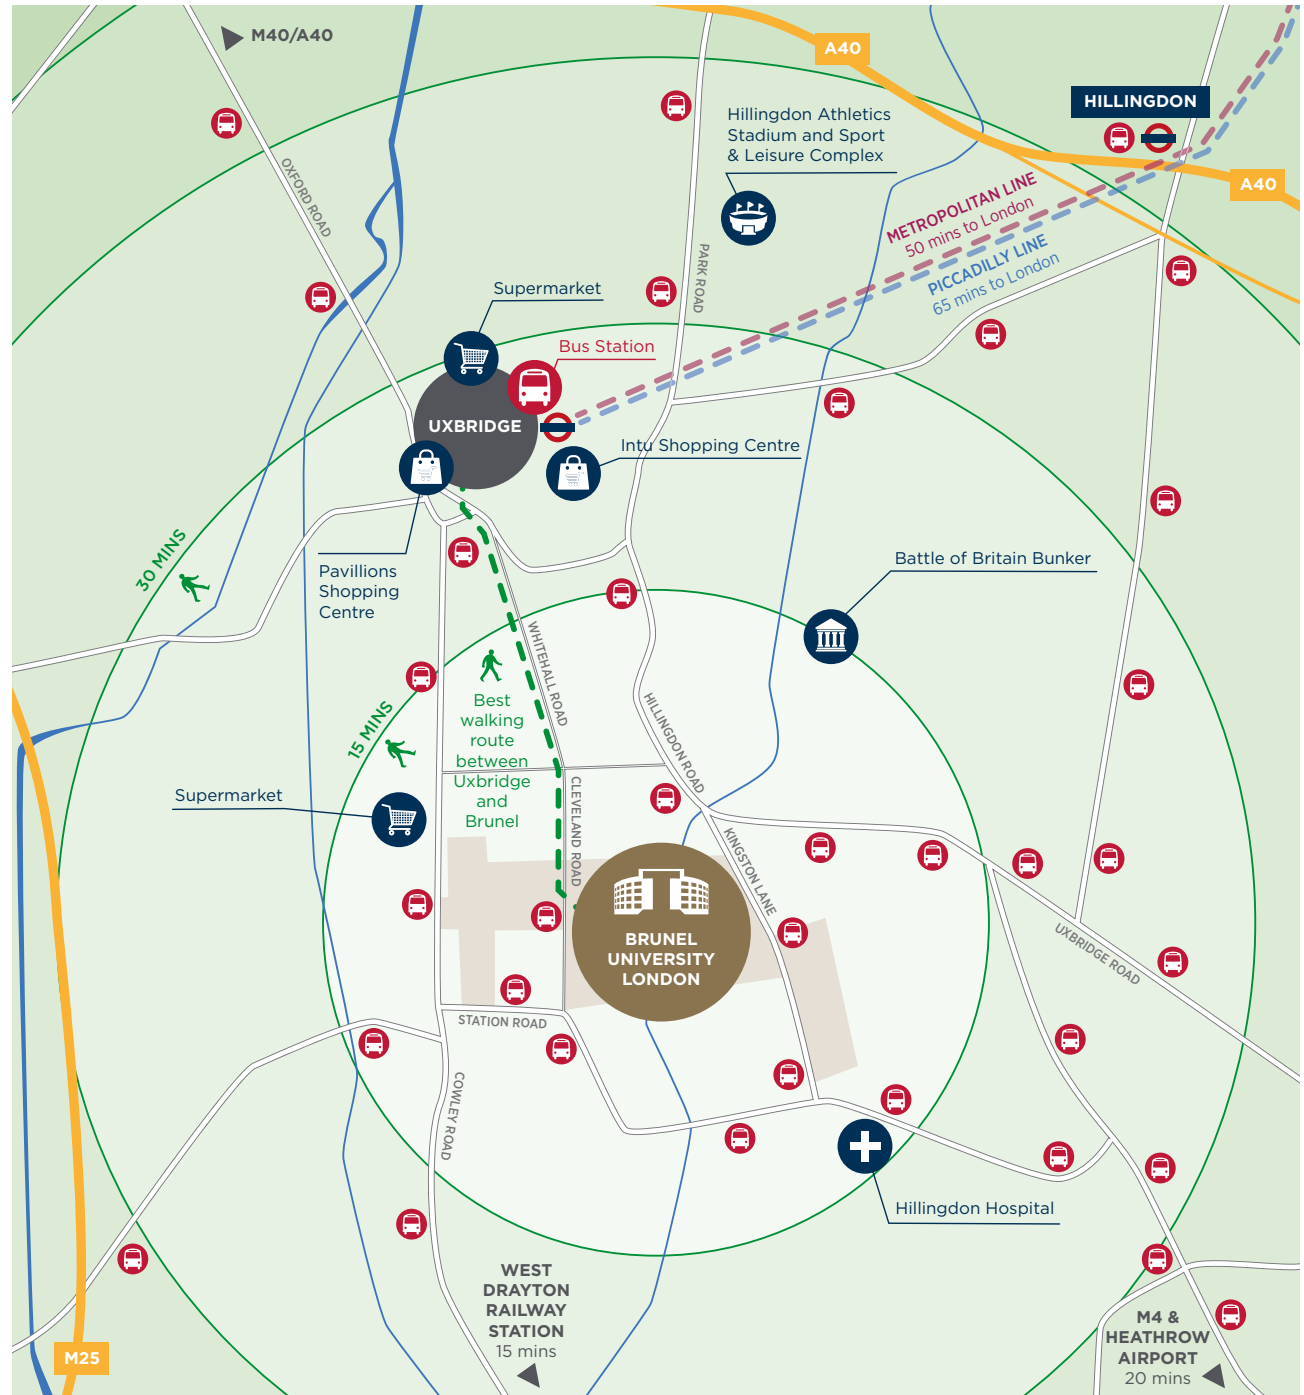 M40/A40
A40
HILLINGDON
Hillingdon Athletics
Stadium and Sport
& Leisure Complex
A40
OXFORD ROAD
METROPOLITAN LINE
50 mins to London
PICCADILLY LINE
65 mins to London
PARK ROAD
Supermarket
Bus Station
UXBRIDGE
Intu Shopping Centre
30 MINS
Pavillions
Shopping
Centre
Battle of Britain Bunker
WHITEHALL ROAD
15 MINS
Best
walking
route
between
Uxbridge
and
Brunel
HILLINGDON ROAD
Supermarket
CLEVELAND ROAD
KINGSTON LANE
BRUNEL
UNIVERSITY
LONDON
UXBRIDGE ROAD
STATION ROAD
COWLEY ROAD
Hillingdon Hospital
WEST
DRAYTON
RAILWAY
STATION
15 mins
M25
M4 &
HEATHROW
AIRPORT
20 mins